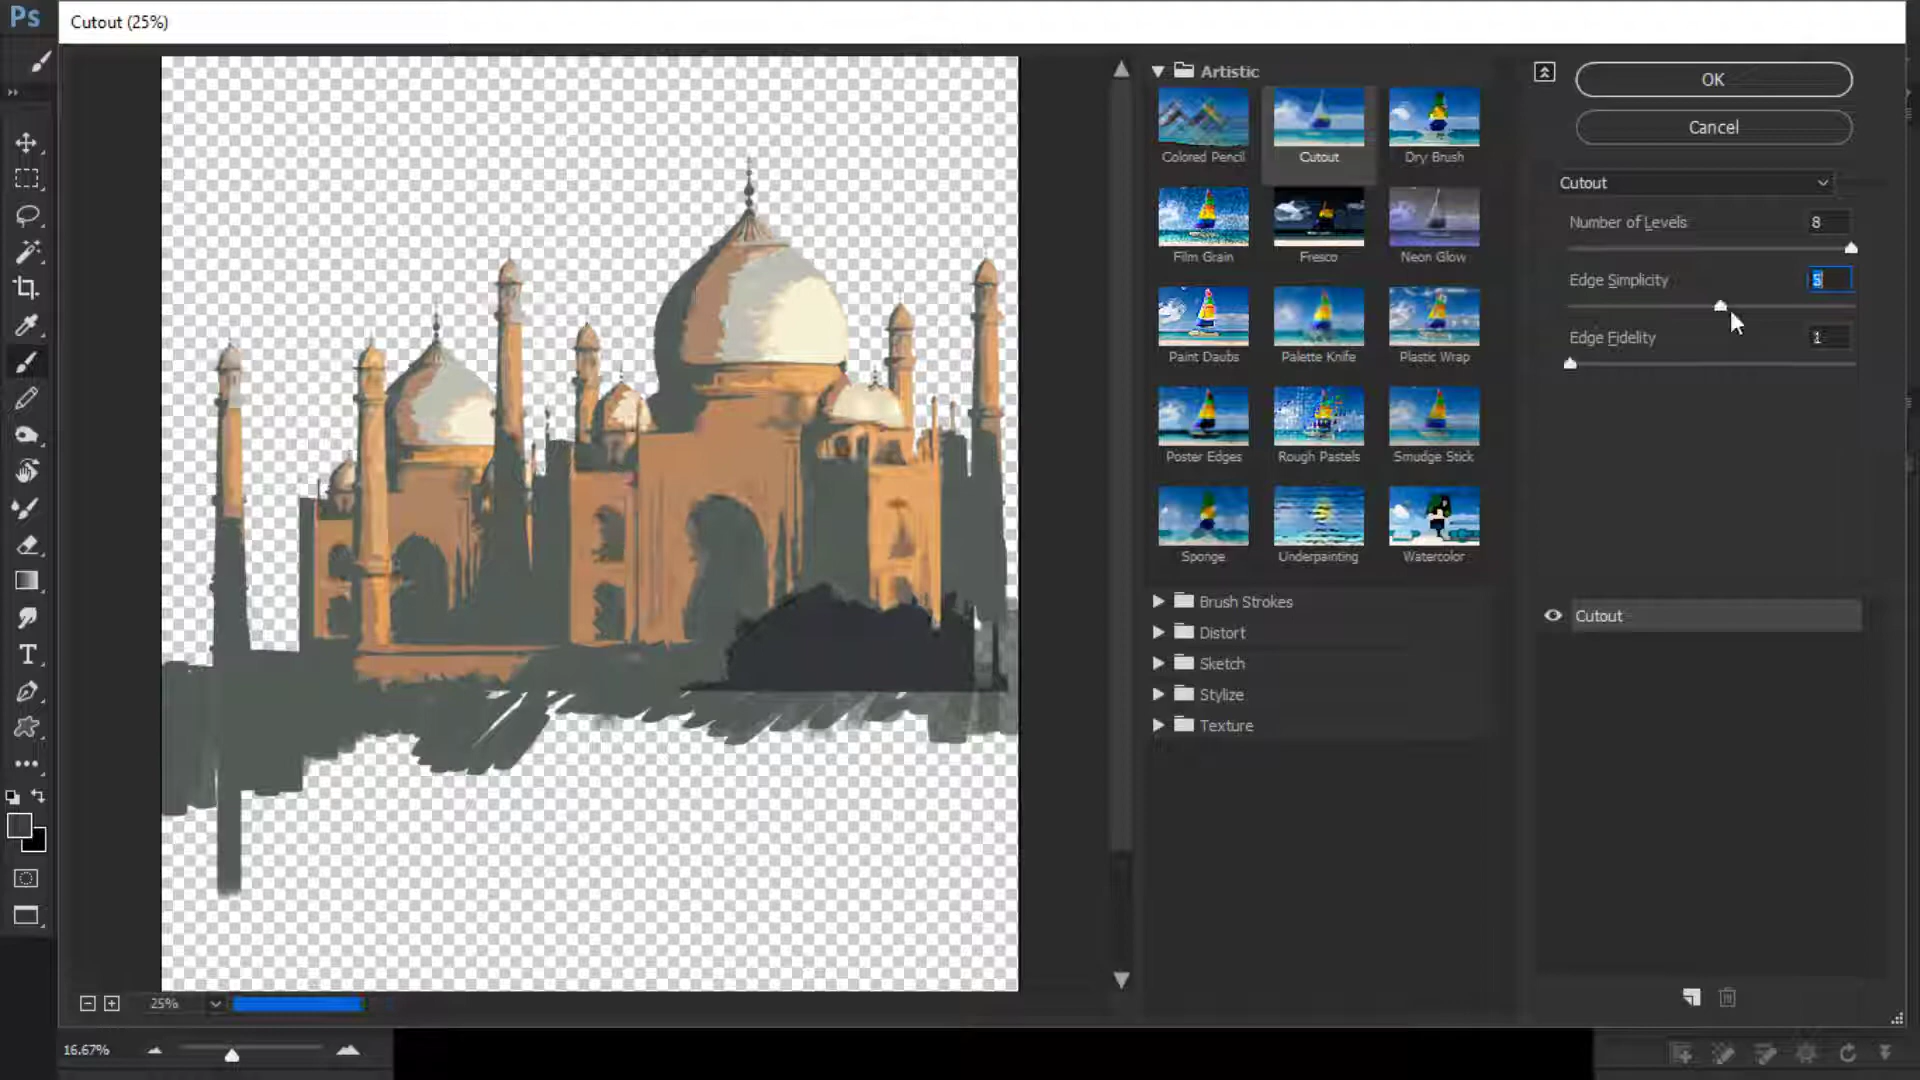 Ps
Cutout (25%)
Artistic
Colored Pencil
Cutout
Dry Brush
Film Grain
Fresco
Neon Glow
Paint Daubs
Palette Knife
Plastic Wrap
Poster Edges
Rough Pastels
Smudge Stick
Sponge
Underpainting
Watercolor
Brush Strokes
Distort
Sketch
Stylize
Texture
OK
Cancel
Cutout
Number of Levels 8
Edge Simplicity 5
Edge Fidelity 1
Cutout
25%
16.67%